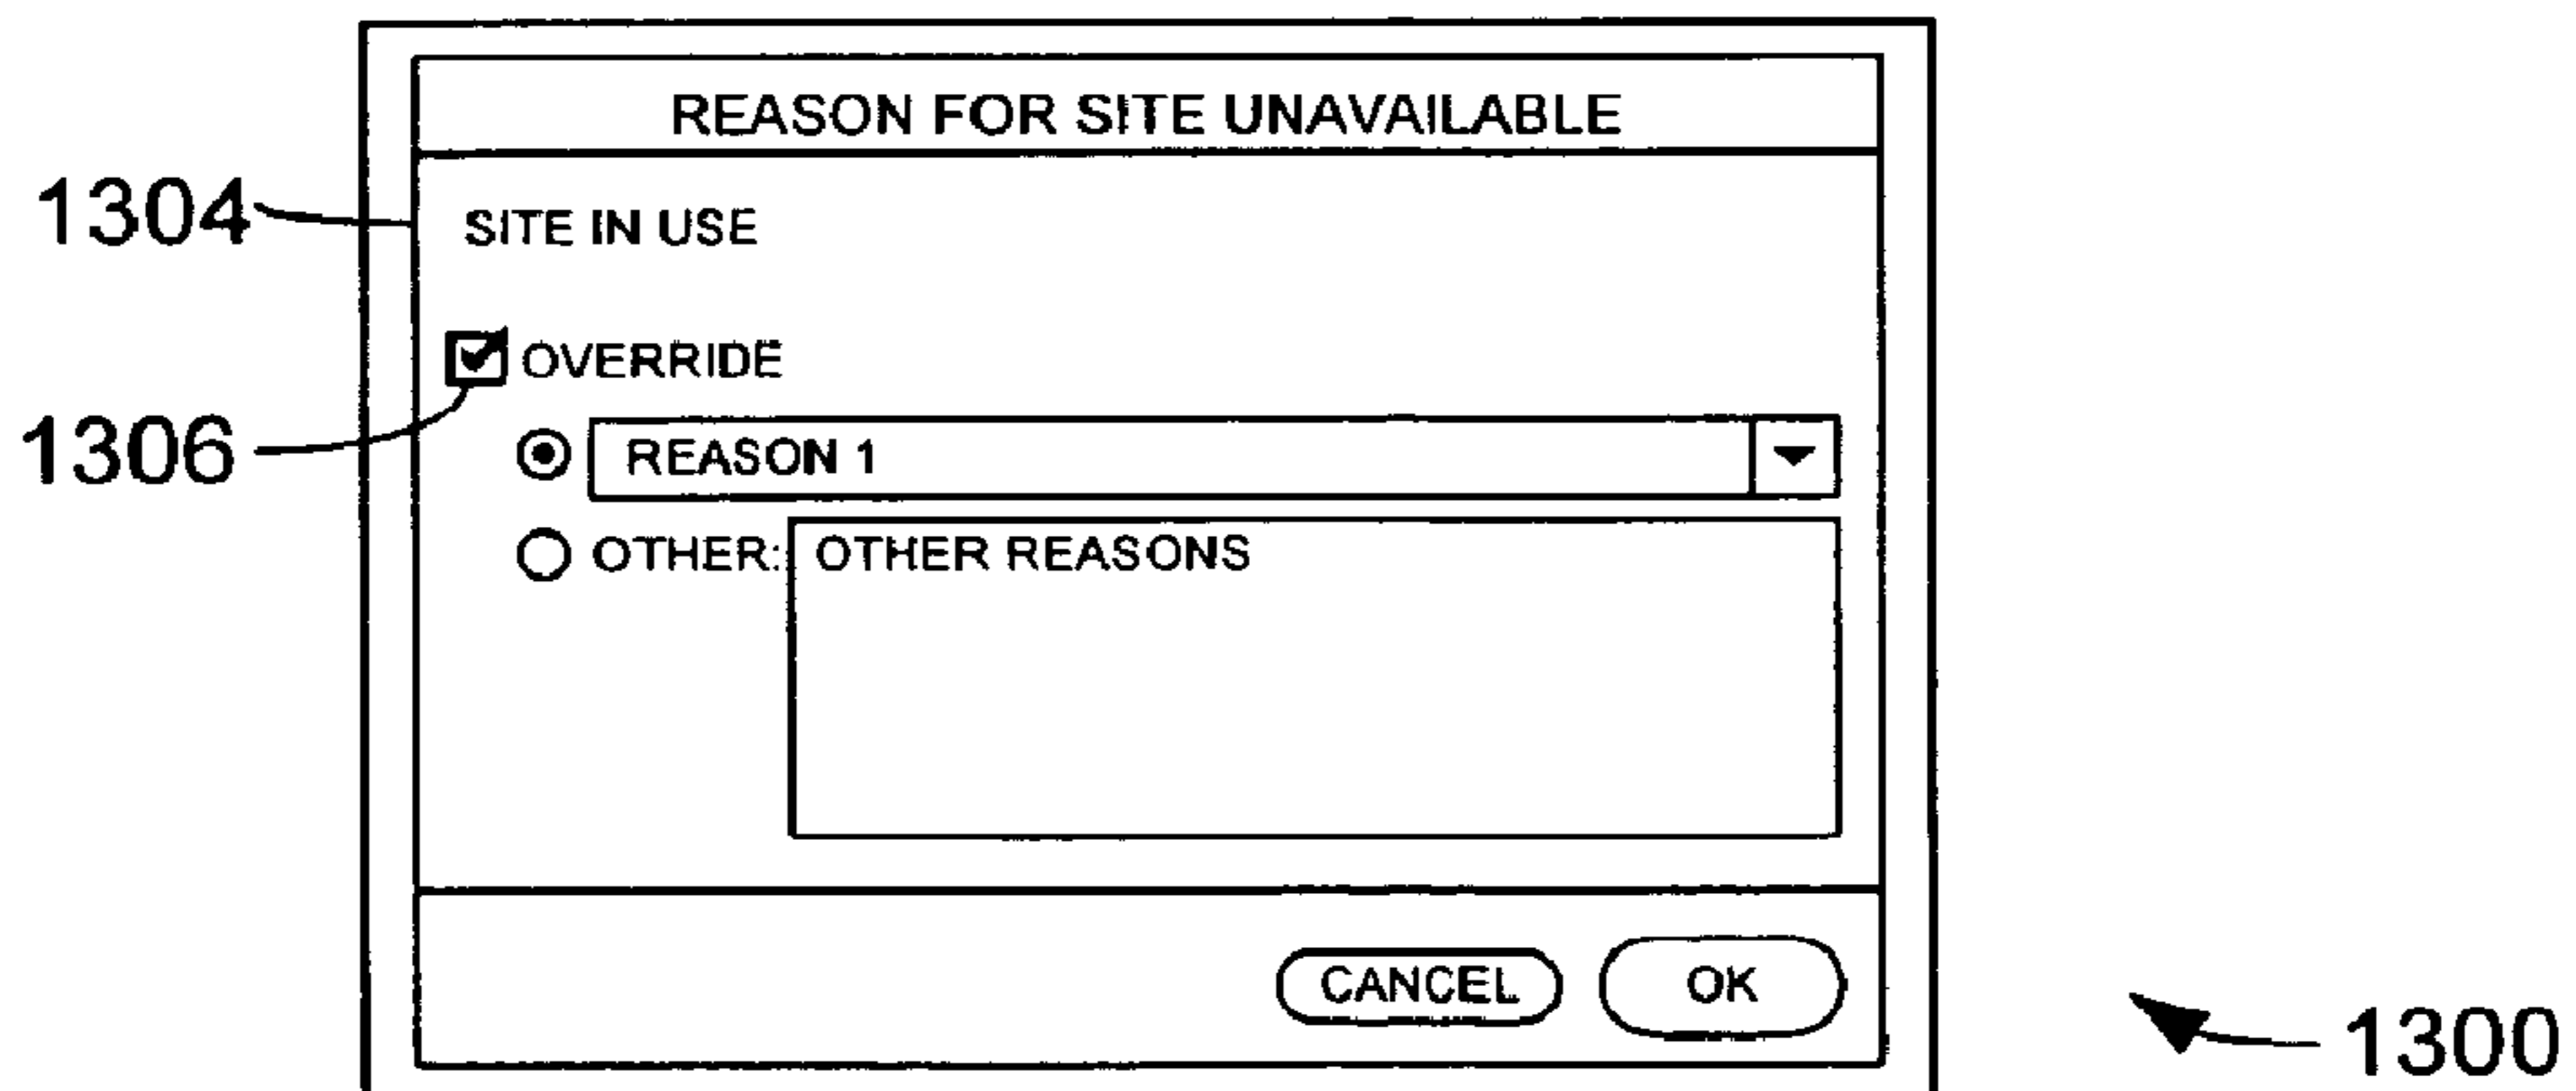 REASON FOR SITE UNAVAILABLE
1304
SITE IN USE
OVERRIDE
1306
REASON 1
OTHER: OTHER REASONS
CANCEL OK
1300